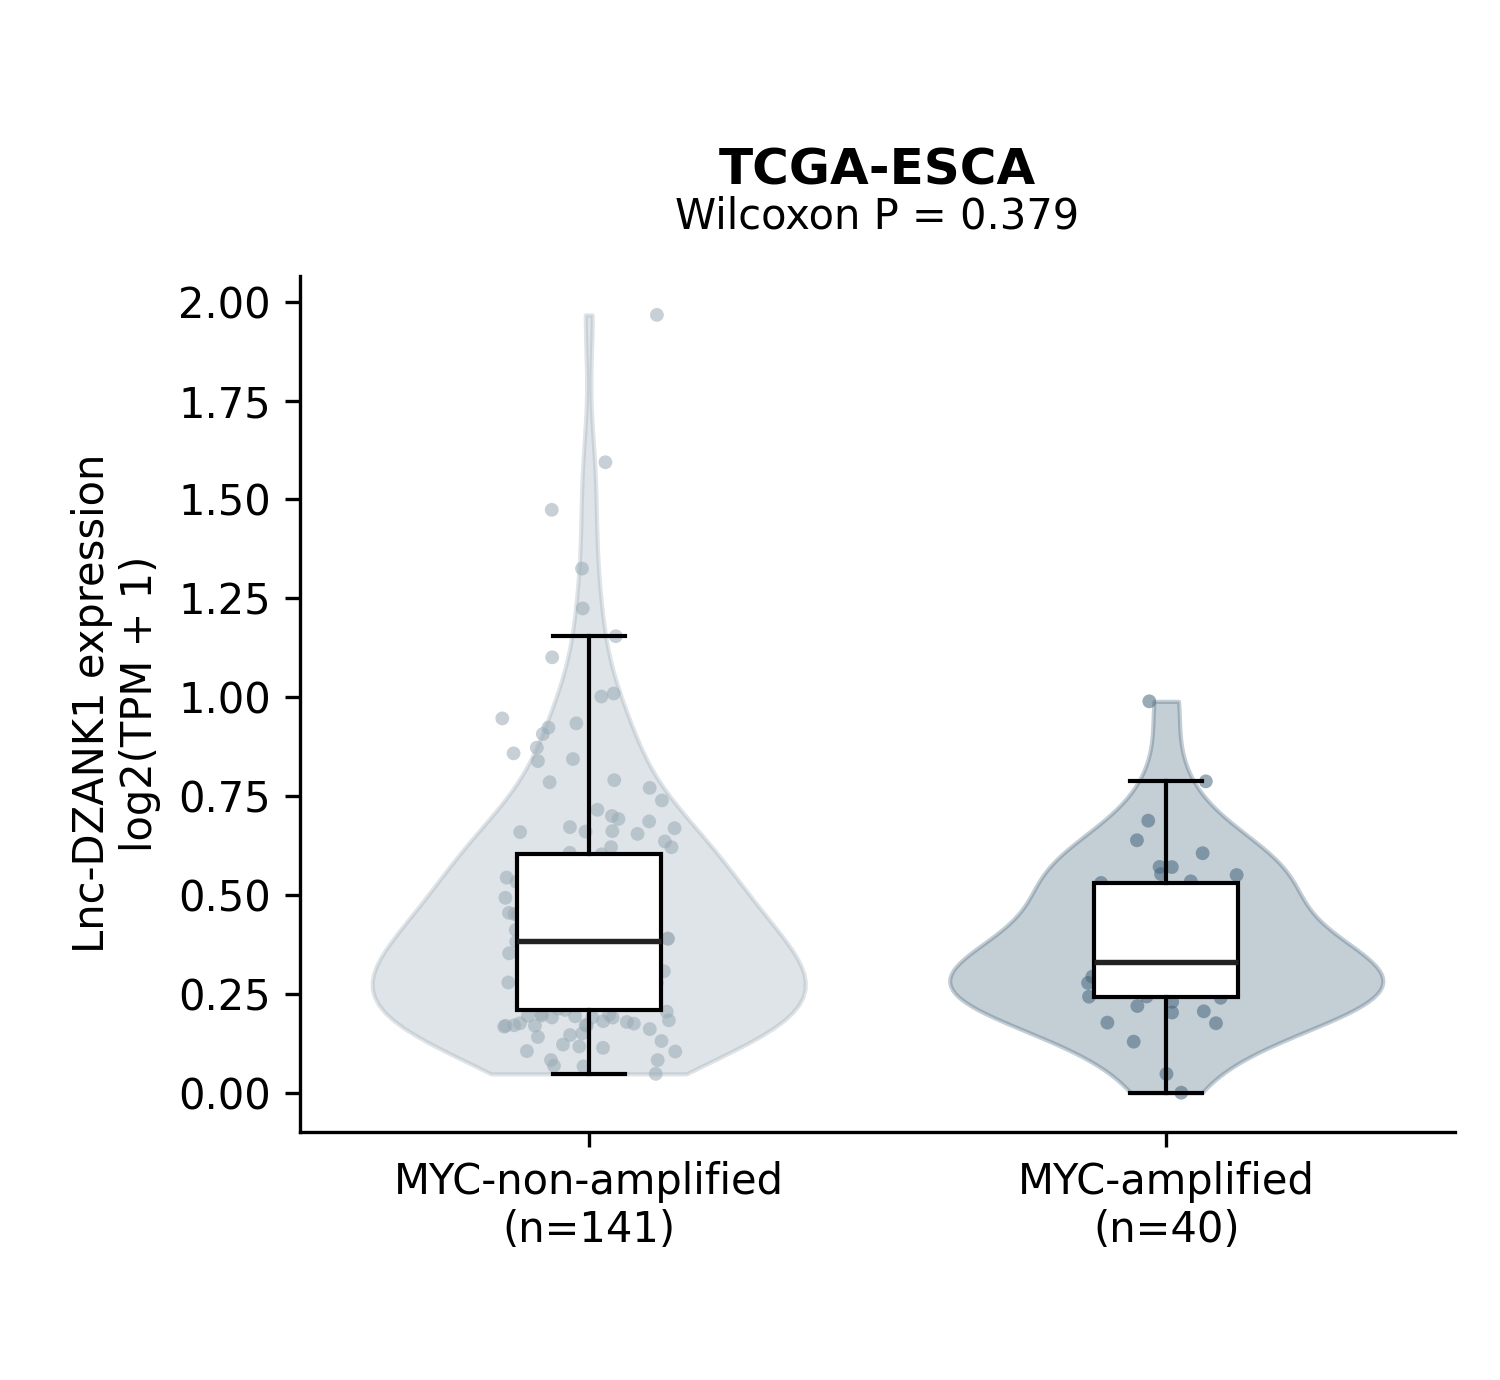 TCGA-ESCA
Wilcoxon P = 0.379
Lnc-DZANK1 expression
log2(TPM + 1)
2.00
1.75
1.50
1.25
1.00
0.75
0.50
0.25
0.00
MYC-non-amplified
(n=141)
MYC-amplified
(n=40)